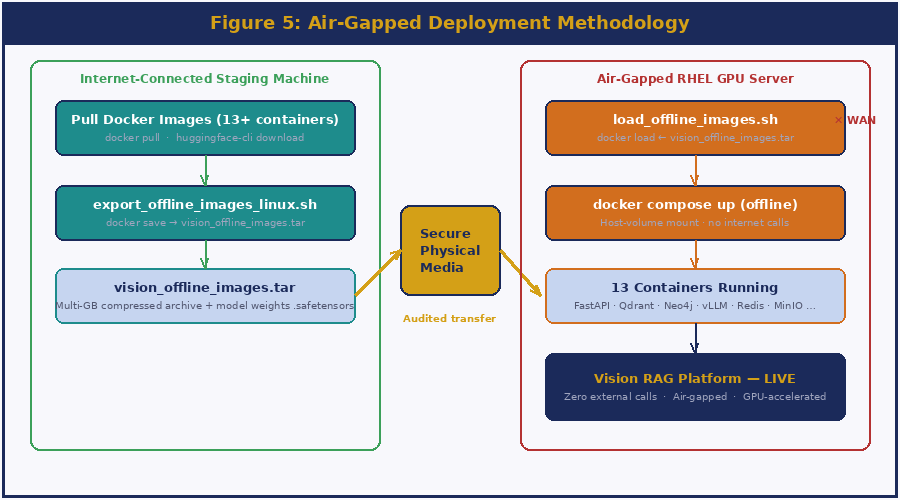 Figure 5: Air-Gapped Deployment Methodology
Internet-Connected Staging Machine
Pull Docker Images (13+ containers)
docker pull · huggingface-cli download
export_offline_images_linux.sh
docker save → vision_offline_images.tar
vision_offline_images.tar
Multi-GB compressed archive + model weights .safetensors
Secure
Physical
Media
Audited transfer
Air-Gapped RHEL GPU Server
load_offline_images.sh
docker load ← vision_offline_images.tar
× WAN
docker compose up (offline)
Host-volume mount · no internet calls
13 Containers Running
FastAPI · Qdrant · Neo4j · vLLM · Redis · MinIO ...
Vision RAG Platform — LIVE
Zero external calls · Air-gapped · GPU-accelerated